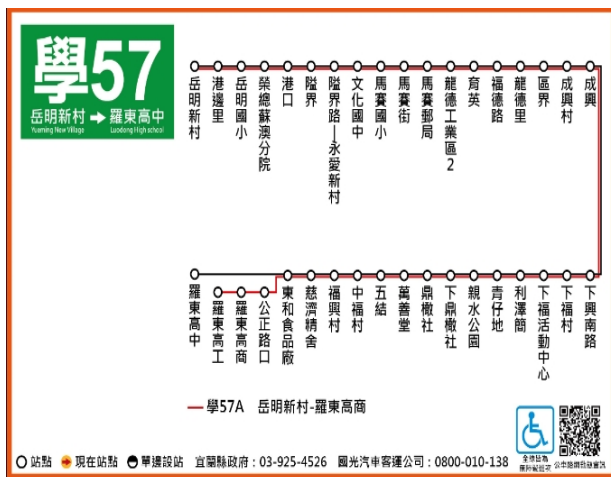 學57
岳明新村➡羅東高中
Yueming New Village
Luodong High school
岳明新村
港邊里
岳明國小
榮總蘇澳分院
港口
隘界
隘界路—永愛新村
文化國中
馬賽國小
馬賽街
馬賽郵局
龍德工業區2
育英
福德路
龍德里
區界
成興村
成興
羅東高中
羅東高工
羅東高商
公正路口
東和食品廠
慈濟精舍
福興村
中福村
五結
萬善堂
鼎橄社
下鼎橄社
親水公園
青仔地
利澤簡
下福活動中心
下福村
下興南路
學57A 岳明新村-羅東高商
站點 現在站點 單邊設站 宜蘭縣政府：03-925-4526 國光汽車客運公司：0800-010-138